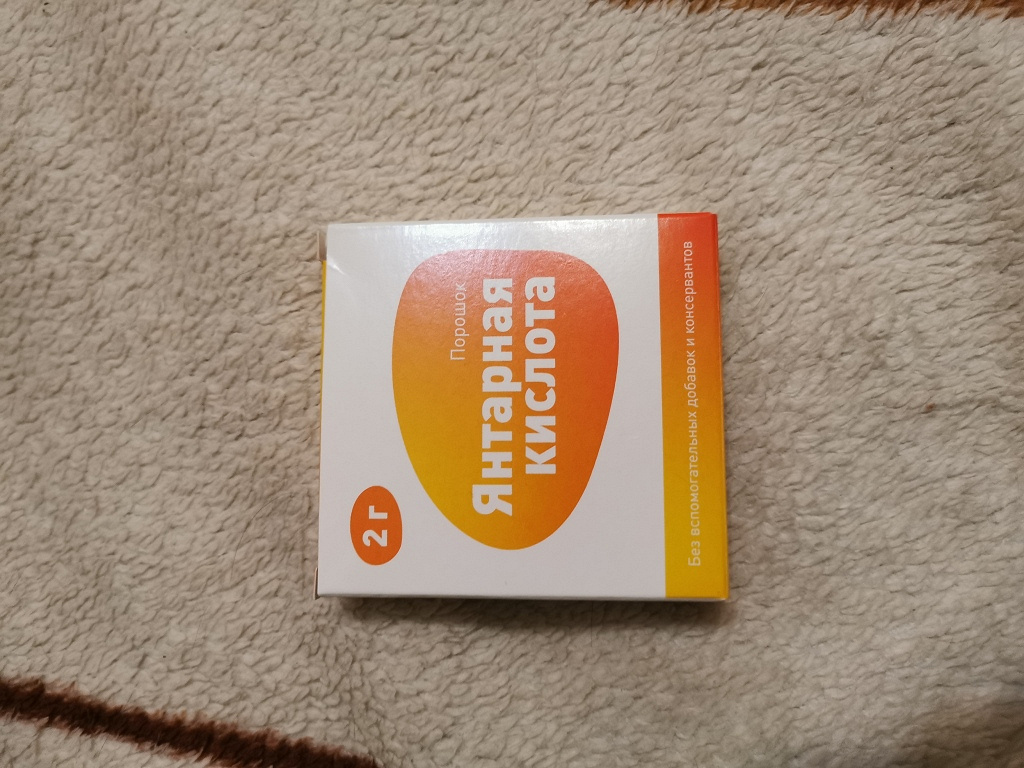 Порошок
Янтарная
кислота
2 г
Без вспомогательных добавок и консервантов